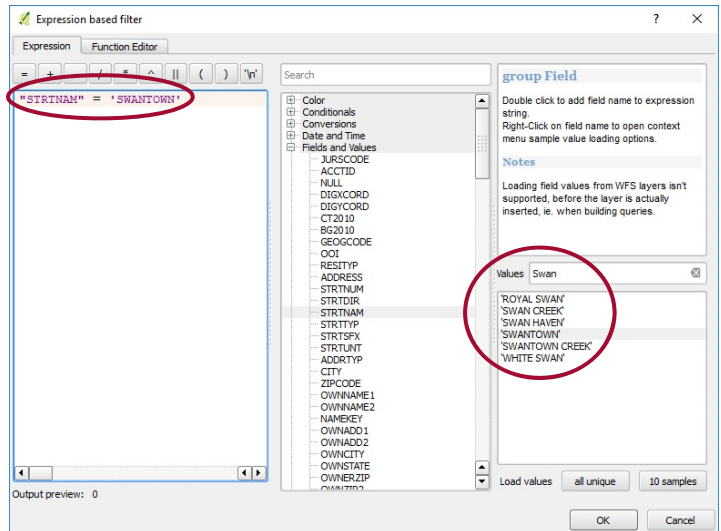 Expression based filter
? X
Expression Function Editor
= + - / * ^ || ( ) '\n'
"STRTNAM" = 'SWANTOWN'
Output preview: 0
Search
Color
Conditionals
Conversions
Date and Time
Fields and Values
JURSCODE
ACCTID
NULL
DIGXCORD
DIGYCORD
CT2010
BG2010
GEOGCODE
OOI
RESITYP
ADDRESS
STRTNUM
STRTDIR
STRTNAM
STRTTYP
STRTSFX
STRTUNT
ADDRTYP
CITY
ZIPCODE
OWNNAME1
OWNNAME2
NAMEKEY
OWNADD1
OWNADD2
OWNCITY
OWNSTATE
OWNERZIP
OWNZIP2
group Field
Double click to add field name to expression
string.
Right-Click on field name to open context
menu sample value loading options.
Notes
Loading field values from WFS layers isn't
supported, before the layer is actually
inserted, ie. when building queries.
Values Swan
'ROYAL SWAN'
'SWAN CREEK'
'SWAN HAVEN'
'SWANTOWN'
'SWANTOWN CREEK'
'WHITE SWAN'
Load values all unique 10 samples
OK Cancel